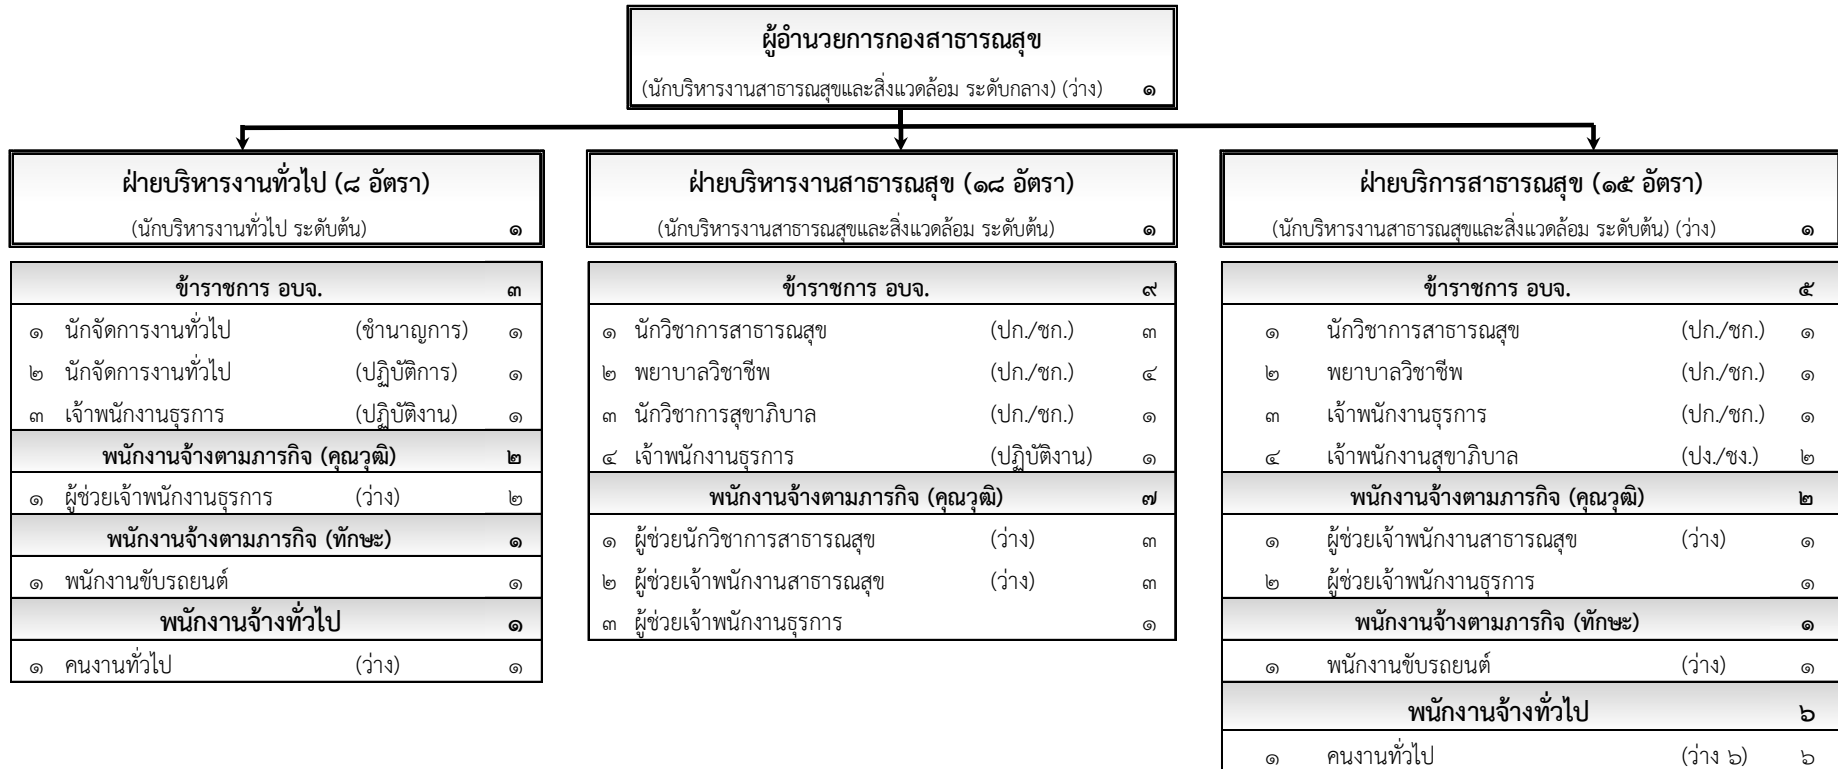 ผู้อำนวยการกองสาธารณสุข
(นักบริหารงานสาธารณสุขและสิ่งแวดล้อม ระดับกลาง) (ว่าง) ๑
ฝ่ายบริหารงานทั่วไป (๘ อัตรา)
(นักบริหารงานทั่วไป ระดับต้น) ๑
ข้าราชการ อบจ. ๓
๑ นักจัดการงานทั่วไป (ชำนาญการ) ๑
๒ นักจัดการงานทั่วไป (ปฏิบัติการ) ๑
๓ เจ้าพนักงานธุรการ (ปฏิบัติงาน) ๑
พนักงานจ้างตามภารกิจ (คุณวุฒิ) ๒
๑ ผู้ช่วยเจ้าพนักงานธุรการ (ว่าง) ๒
พนักงานจ้างตามภารกิจ (ทักษะ) ๑
๑ พนักงานขับรถยนต์ ๑
พนักงานจ้างทั่วไป ๑
๑ คนงานทั่วไป (ว่าง) ๑
ฝ่ายบริหารงานสาธารณสุข (๑๘ อัตรา)
(นักบริหารงานสาธารณสุขและสิ่งแวดล้อม ระดับต้น) ๑
ข้าราชการ อบจ. ๙
๑ นักวิชาการสาธารณสุข (ปก./ชก.) ๓
๒ พยาบาลวิชาชีพ (ปก./ชก.) ๔
๓ นักวิชาการสุขาภิบาล (ปก./ชก.) ๑
๔ เจ้าพนักงานธุรการ (ปฏิบัติงาน) ๑
พนักงานจ้างตามภารกิจ (คุณวุฒิ) ๗
๑ ผู้ช่วยนักวิชาการสาธารณสุข (ว่าง) ๓
๒ ผู้ช่วยเจ้าพนักงานสาธารณสุข (ว่าง) ๓
๓ ผู้ช่วยเจ้าพนักงานธุรการ ๑
ฝ่ายบริการสาธารณสุข (๑๕ อัตรา)
(นักบริหารงานสาธารณสุขและสิ่งแวดล้อม ระดับต้น) (ว่าง) ๑
ข้าราชการ อบจ. ๕
๑ นักวิชาการสาธารณสุข (ปก./ชก.) ๑
๒ พยาบาลวิชาชีพ (ปก./ชก.) ๑
๓ เจ้าพนักงานธุรการ (ปก./ชก.) ๑
๔ เจ้าพนักงานสุขาภิบาล (ปง./ชง.) ๒
พนักงานจ้างตามภารกิจ (คุณวุฒิ) ๒
๑ ผู้ช่วยเจ้าพนักงานสาธารณสุข (ว่าง) ๑
๒ ผู้ช่วยเจ้าพนักงานธุรการ ๑
พนักงานจ้างตามภารกิจ (ทักษะ) ๑
๑ พนักงานขับรถยนต์ (ว่าง) ๑
พนักงานจ้างทั่วไป ๖
๑ คนงานทั่วไป (ว่าง ๖) ๖